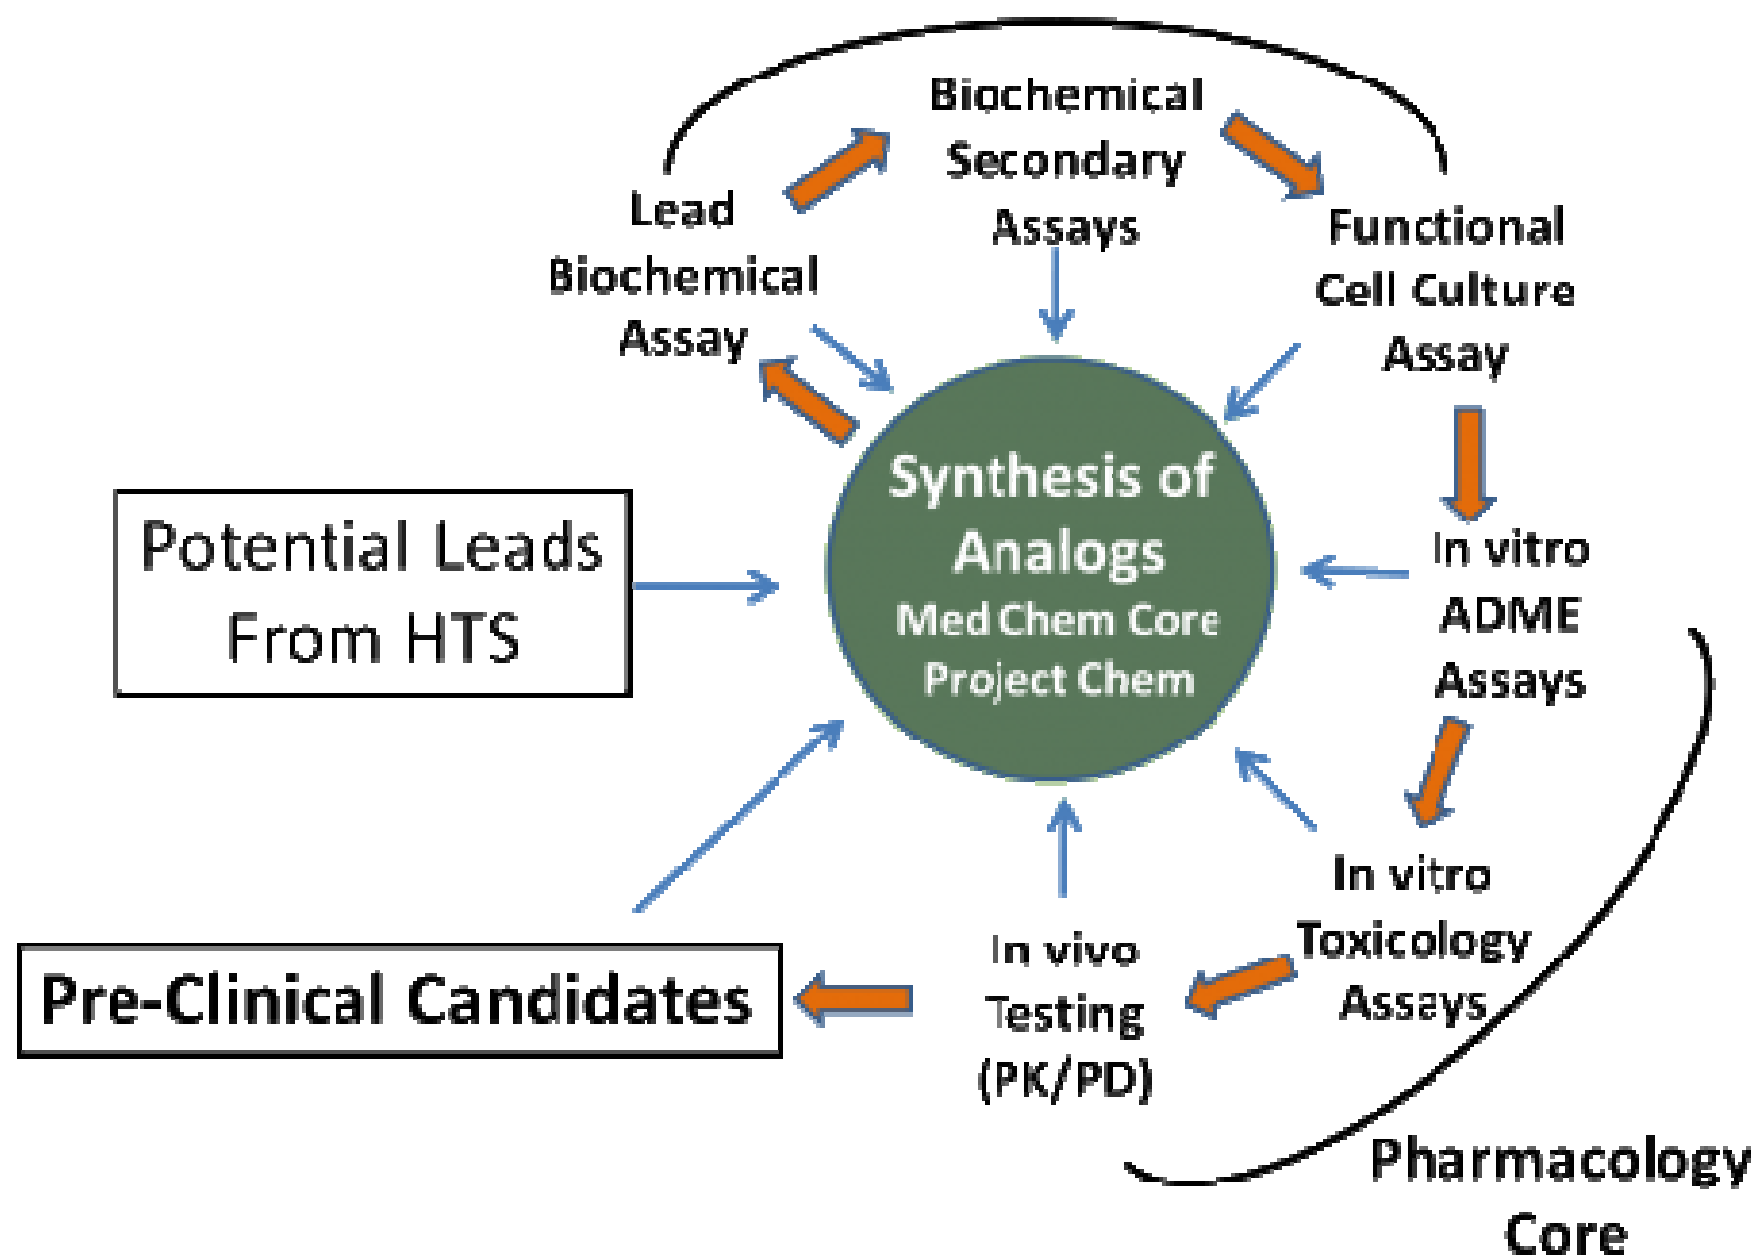 Biochemical
Secondary
Assays
Lead
Biochemical
Assay
Functional
Cell Culture
Assay
Synthesis of
Analogs
Med Chem Core
Project Chem
Potential Leads
From HTS
In vitro
ADME
Assays
In vitro
Toxicology
Assays
In vivo
Testing
(PK/PD)
Pre-Clinical Candidates
Pharmacology
Core